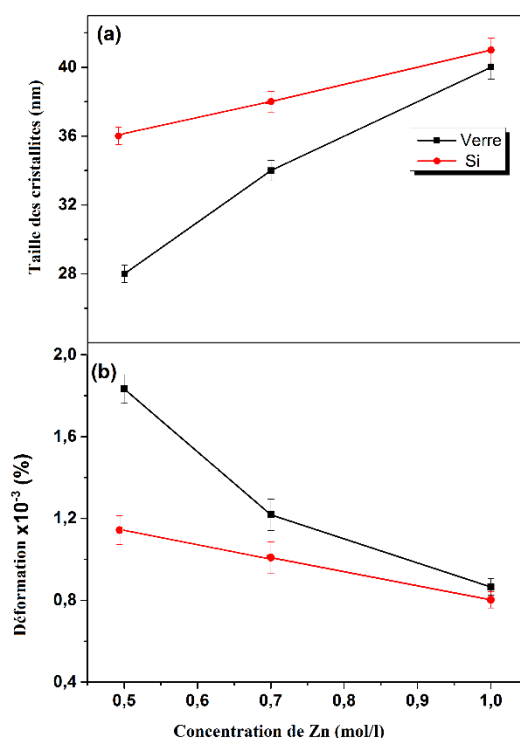 (a)
Taille des cristallites (nm)
40
36
32
28
Verre
Si
(b)
Déformation x10⁻³ (%)
2,0
1,6
1,2
0,8
0,4
0,5 0,6 0,7 0,8 0,9 1,0
Concentration de Zn (mol/l)